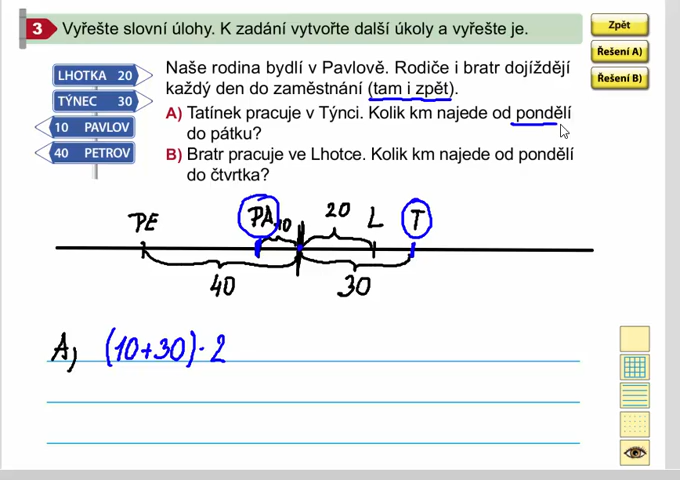 3 Vyřešte slovní úlohy. K zadání vytvořte další úkoly a vyřešte je.
Zpět
Řešení A)
Řešení B)
LHOTKA 20
TÝNEC 30
10 PAVLOV
40 PETROV
Naše rodina bydlí v Pavlově. Rodiče i bratr dojíždějí
každý den do zaměstnání (tam i zpět).
A) Tatínek pracuje v Týnci. Kolik km najede od pondělí
do pátku?
B) Bratr pracuje ve Lhotce. Kolik km najede od pondělí
do čtvrtka?
PE PA 10 20 L T
40 30
A, (10+30)·2